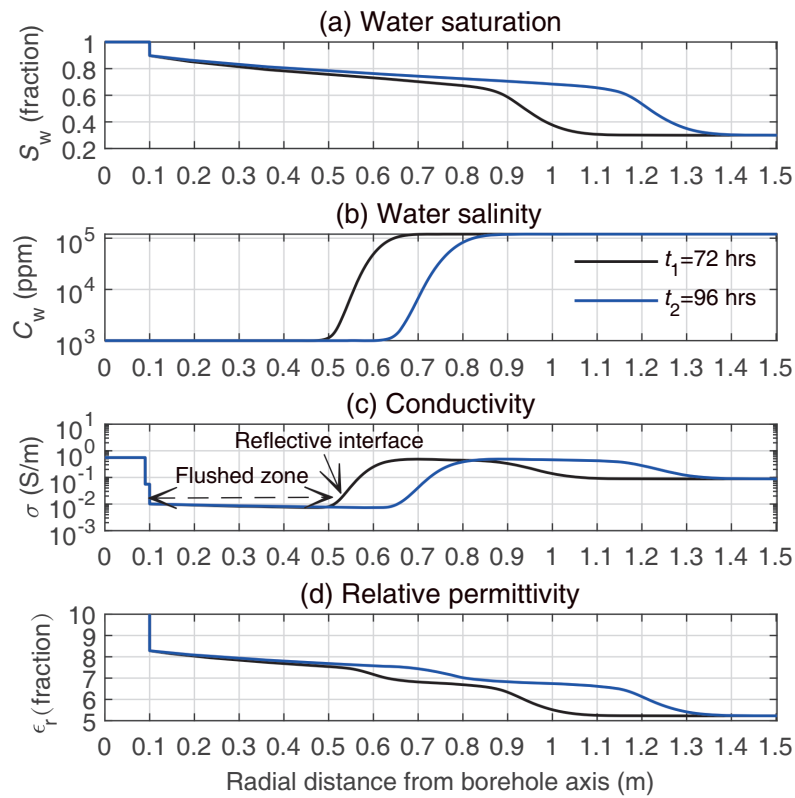 (a) Water saturation
S_w (fraction)
1
0.8
0.6
0.4
0.2
0 0.1 0.2 0.3 0.4 0.5 0.6 0.7 0.8 0.9 1 1.1 1.2 1.3 1.4 1.5
(b) Water salinity
C_w (ppm)
10^5
10^4
10^3
t_1=72 hrs
t_2=96 hrs
0 0.1 0.2 0.3 0.4 0.5 0.6 0.7 0.8 0.9 1 1.1 1.2 1.3 1.4 1.5
(c) Conductivity
σ (S/m)
10^1
10^0
10^-1
10^-2
10^-3
Reflective interface
Flushed zone
0 0.1 0.2 0.3 0.4 0.5 0.6 0.7 0.8 0.9 1 1.1 1.2 1.3 1.4 1.5
(d) Relative permittivity
ϵ_r (fraction)
10
9
8
7
6
5
0 0.1 0.2 0.3 0.4 0.5 0.6 0.7 0.8 0.9 1 1.1 1.2 1.3 1.4 1.5
Radial distance from borehole axis (m)